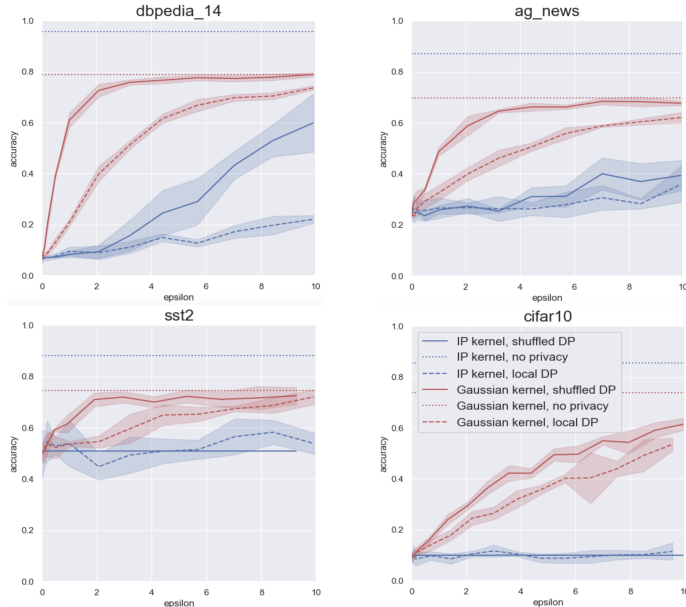 dbpedia_14
1.0
0.8
0.6
0.4
0.2
0.0
accuracy
0 2 4 6 8 10
epsilon
ag_news
1.0
0.8
0.6
0.4
0.2
0.0
accuracy
0 2 4 6 8 10
epsilon
sst2
1.0
0.8
0.6
0.4
0.2
0.0
accuracy
0 2 4 6 8 10
epsilon
cifar10
1.0
0.8
0.6
0.4
0.2
0.0
accuracy
IP kernel, shuffled DP
IP kernel, no privacy
IP kernel, local DP
Gaussian kernel, shuffled DP
Gaussian kernel, no privacy
Gaussian kernel, local DP
0 2 4 6 8 10
epsilon